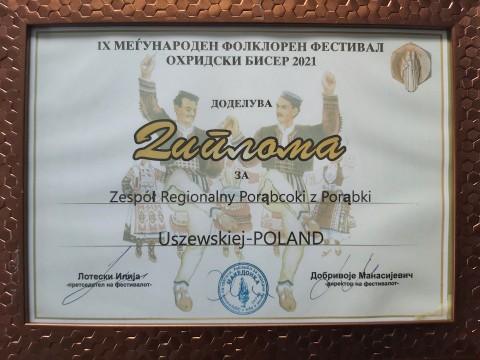 IX МЕЃУНАРОДЕН ФОЛКЛОРЕН ФЕСТИВАЛ
ОХРИДСКИ БИСЕР 2021
ДОДЕЛУВА
Диплома
ЗА
Zespół Regionalny Porąbcoki z Porąbki
Uszewskiej-POLAND
Лотески Илија
-претседател на фестивалот-
Добривоје Манасијевич
-директор на фестивалот-